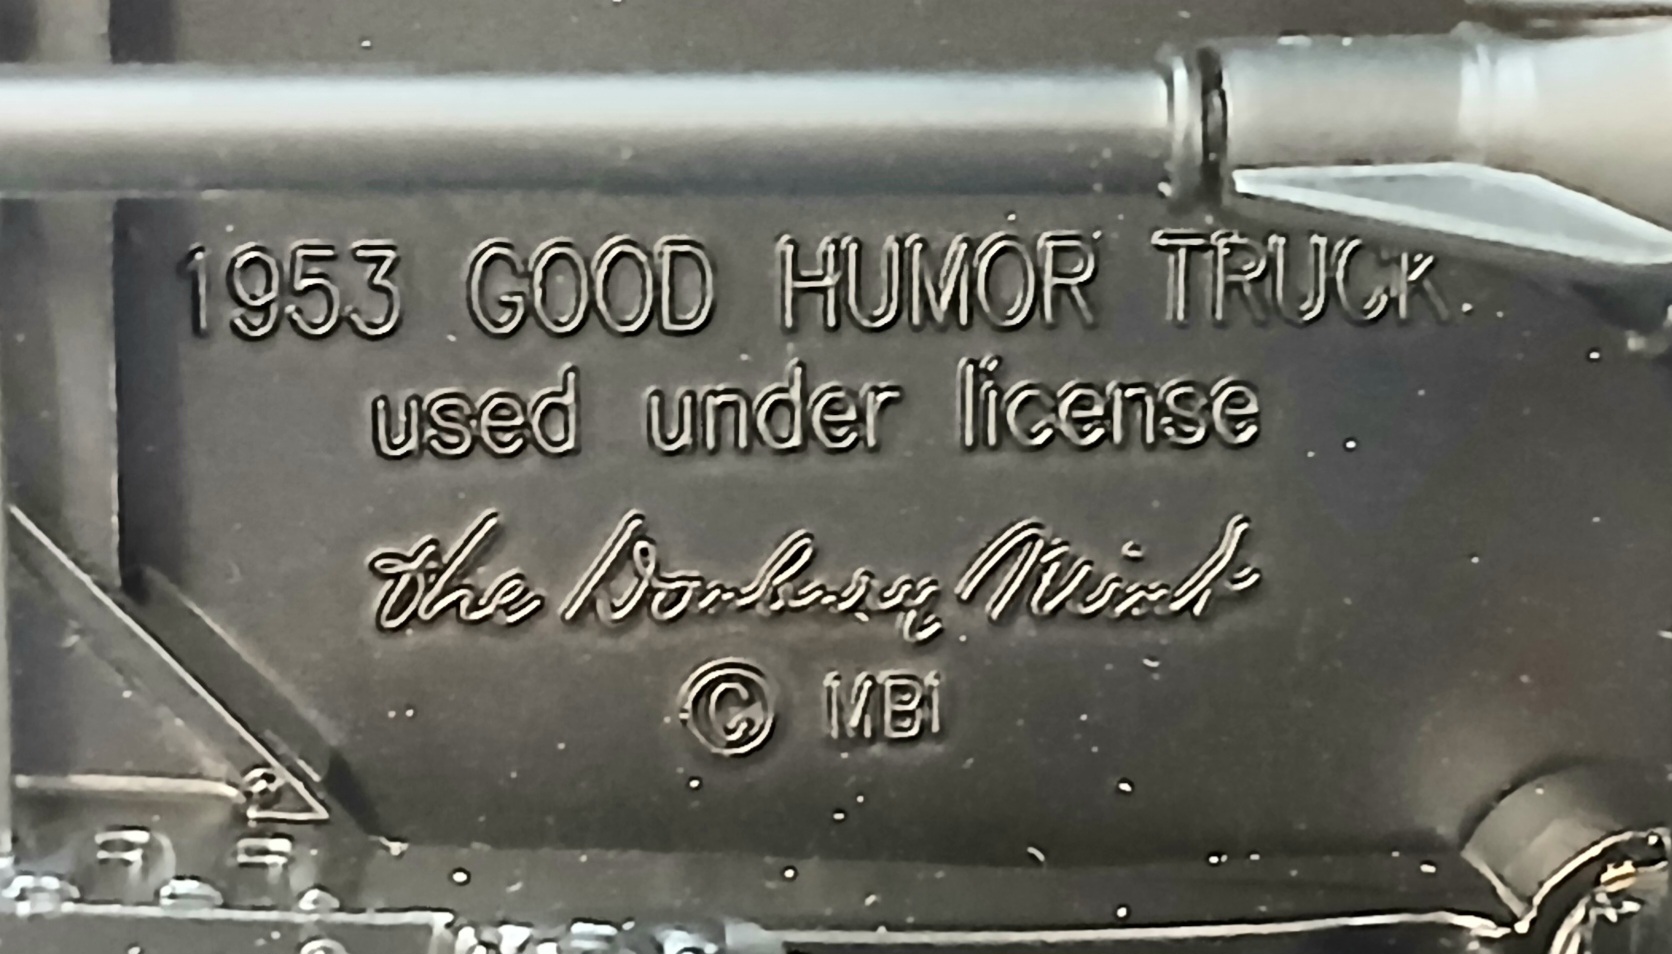 1953 GOOD HUMOR TRUCK
used under license
the Danbury Mint
© MBI